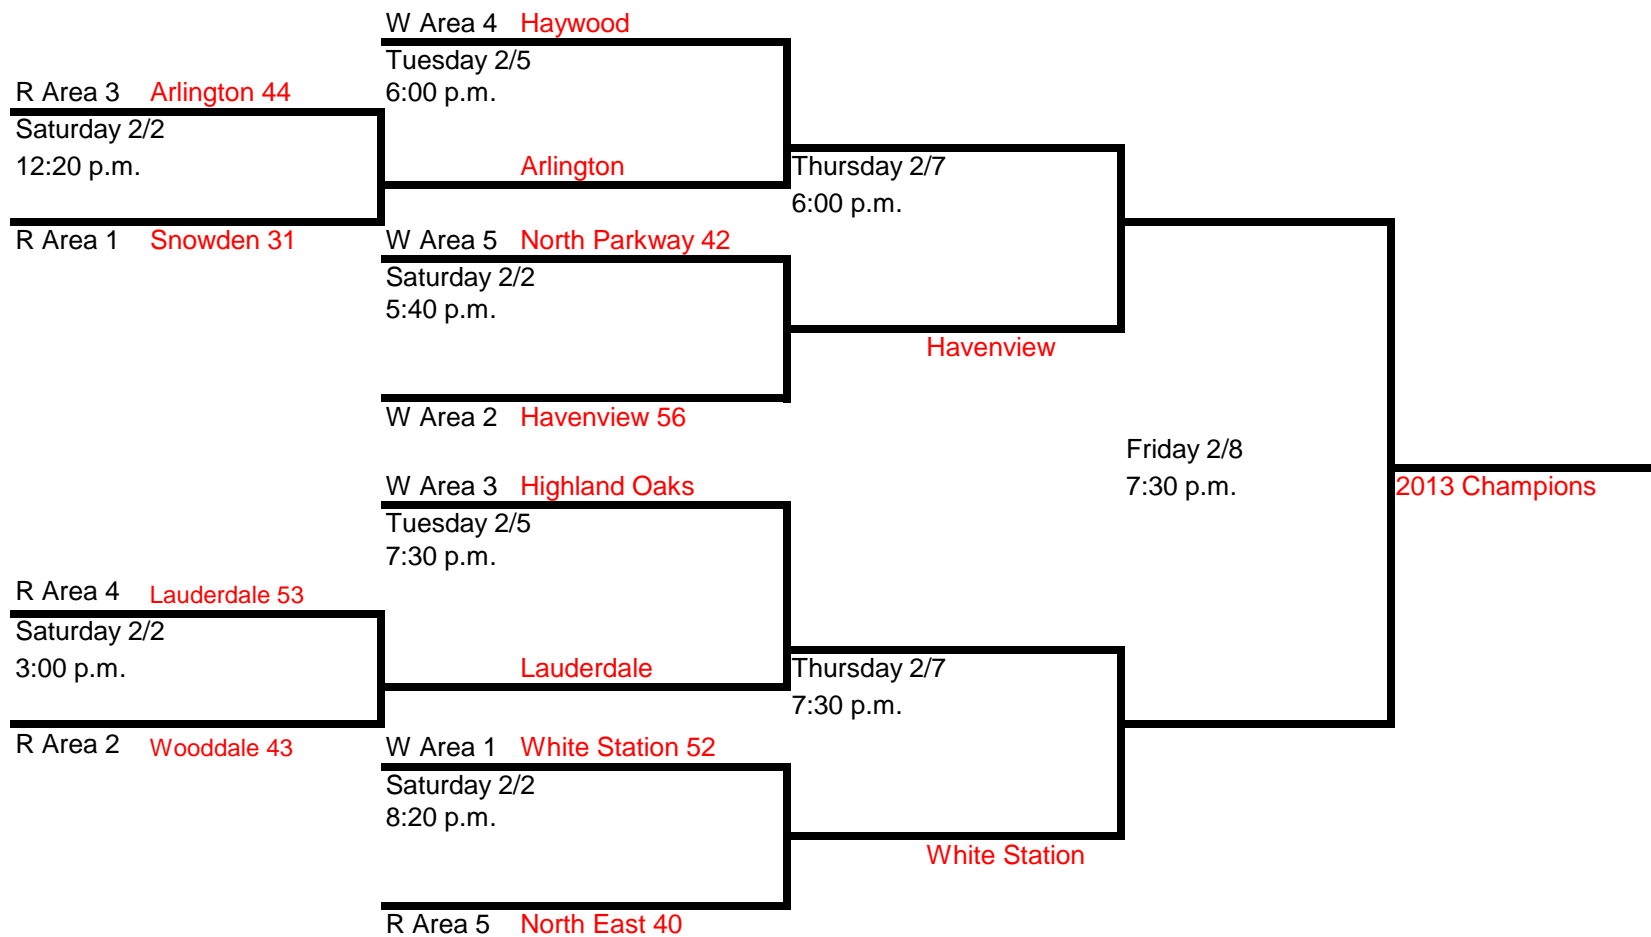 W Area 4 Haywood
Tuesday 2/5
6:00 p.m.
R Area 3 Arlington 44
Saturday 2/2
12:20 p.m.
Arlington
Thursday 2/7
6:00 p.m.
R Area 1 Snowden 31
W Area 5 North Parkway 42
Saturday 2/2
5:40 p.m.
Havenview
W Area 2 Havenview 56
Friday 2/8
7:30 p.m.
2013 Champions
W Area 3 Highland Oaks
Tuesday 2/5
7:30 p.m.
R Area 4 Lauderdale 53
Saturday 2/2
3:00 p.m.
Lauderdale
Thursday 2/7
7:30 p.m.
R Area 2 Wooddale 43
W Area 1 White Station 52
Saturday 2/2
8:20 p.m.
White Station
R Area 5 North East 40